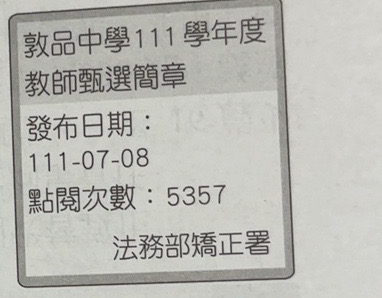 敦品中學111學年度
教師甄選簡章
發布日期：
111-07-08
點閱次數：5357
法務部矯正署